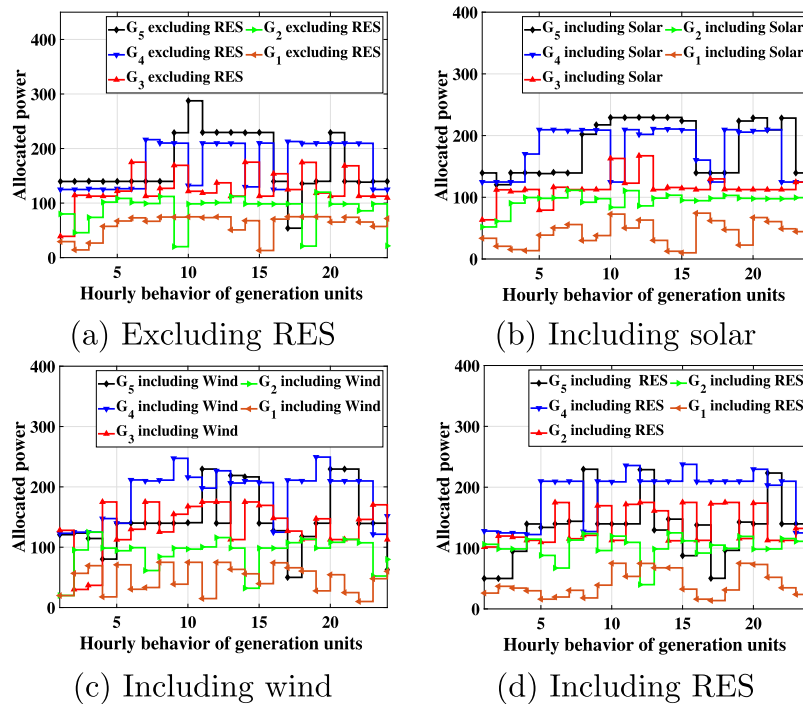 G5 excluding RES G2 excluding RES
G4 excluding RES G1 excluding RES
G3 excluding RES
Allocated power
400
300
200
100
0
5 10 15 20
Hourly behavior of generation units
(a) Excluding RES
G5 including Solar G2 including Solar
G4 including Solar G1 including Solar
G3 including Solar
Allocated power
400
300
200
100
0
5 10 15 20
Hourly behavior of generation units
(b) Including solar
G5 including Wind G2 including Wind
G4 including Wind G1 including Wind
G3 including Wind
Allocated power
400
300
200
100
0
5 10 15 20
Hourly behavior of generation units
(c) Including wind
G5 including RES G2 including RES
G4 including RES G1 including RES
G2 including RES
Allocated power
400
300
200
100
0
5 10 15 20
Hourly behavior of generation units
(d) Including RES